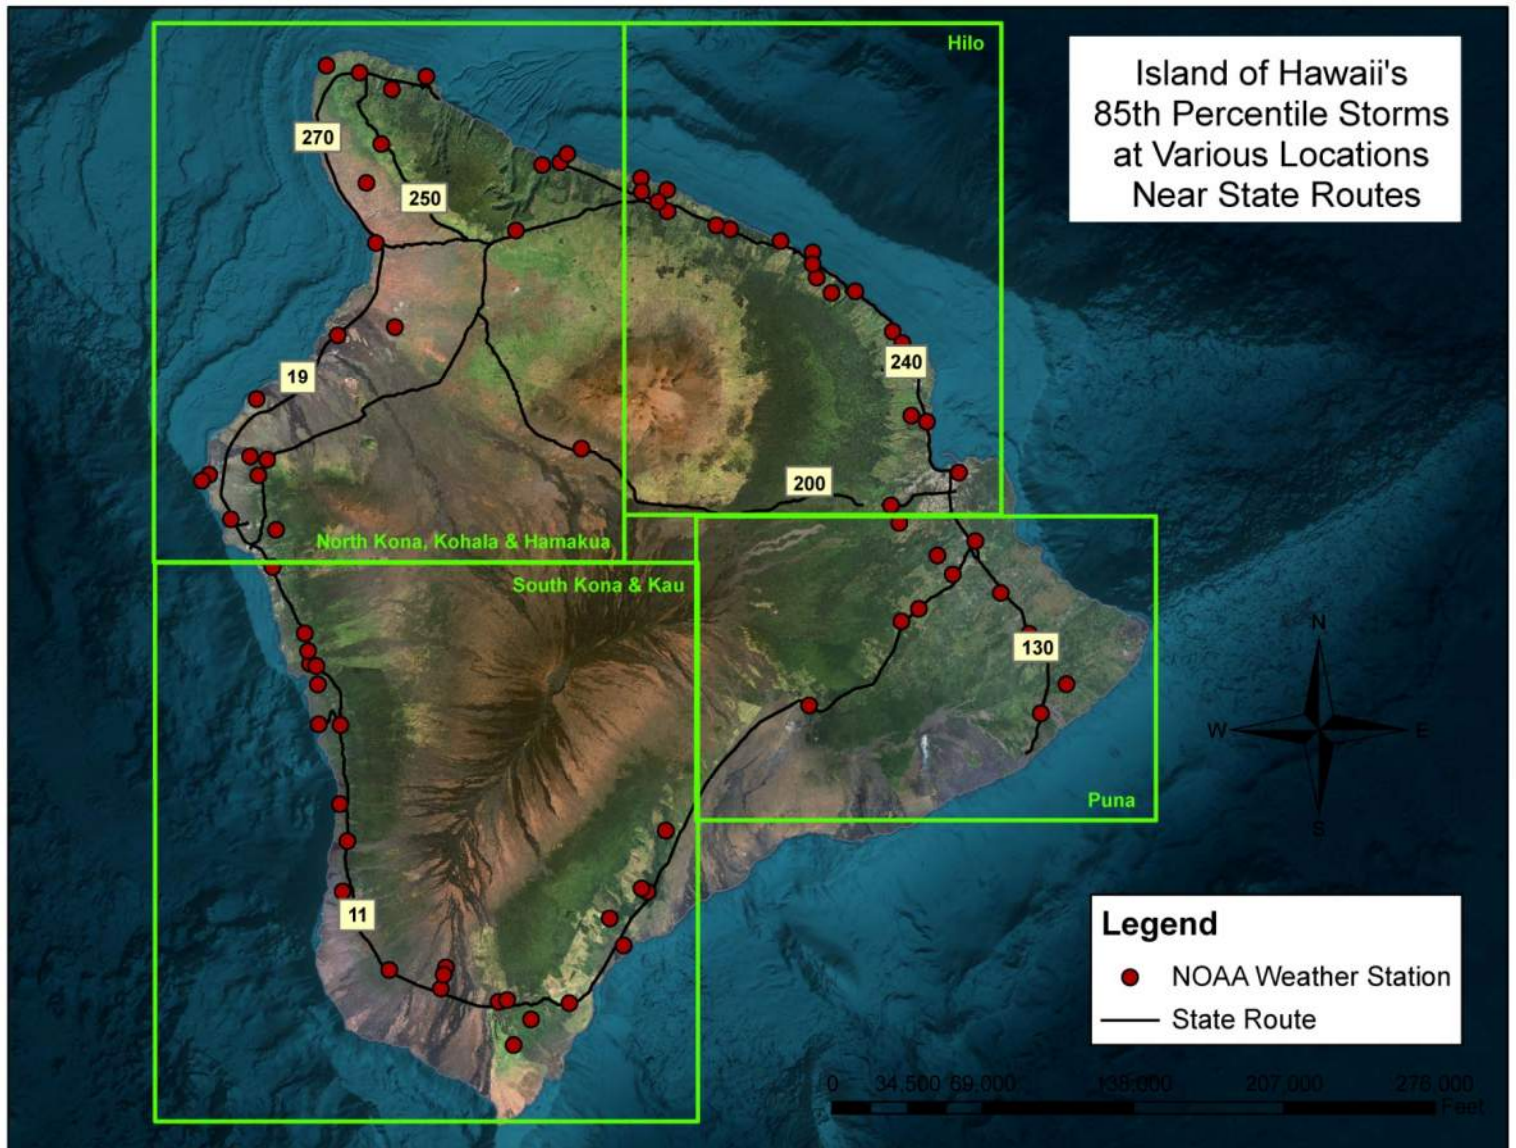 Island of Hawaii's
85th Percentile Storms
at Various Locations
Near State Routes
Hilo
270
250
19
240
200
North Kona, Kohala & Hamakua
South Kona & Kau
130
Puna
11
N
W
E
S
Legend
NOAA Weather Station
State Route
0 34,500 69,000 138,000 207,000 276,000
Feet